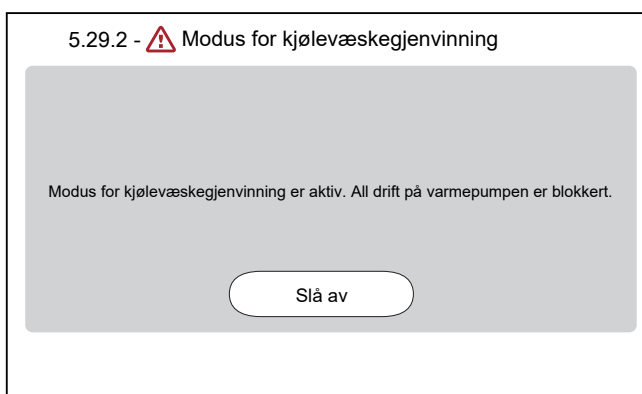 5.29.2 - Modus for kjølevæskegjenvinning
Modus for kjølevæskegjenvinning er aktiv. All drift på varmepumpen er blokkert.
Slå av